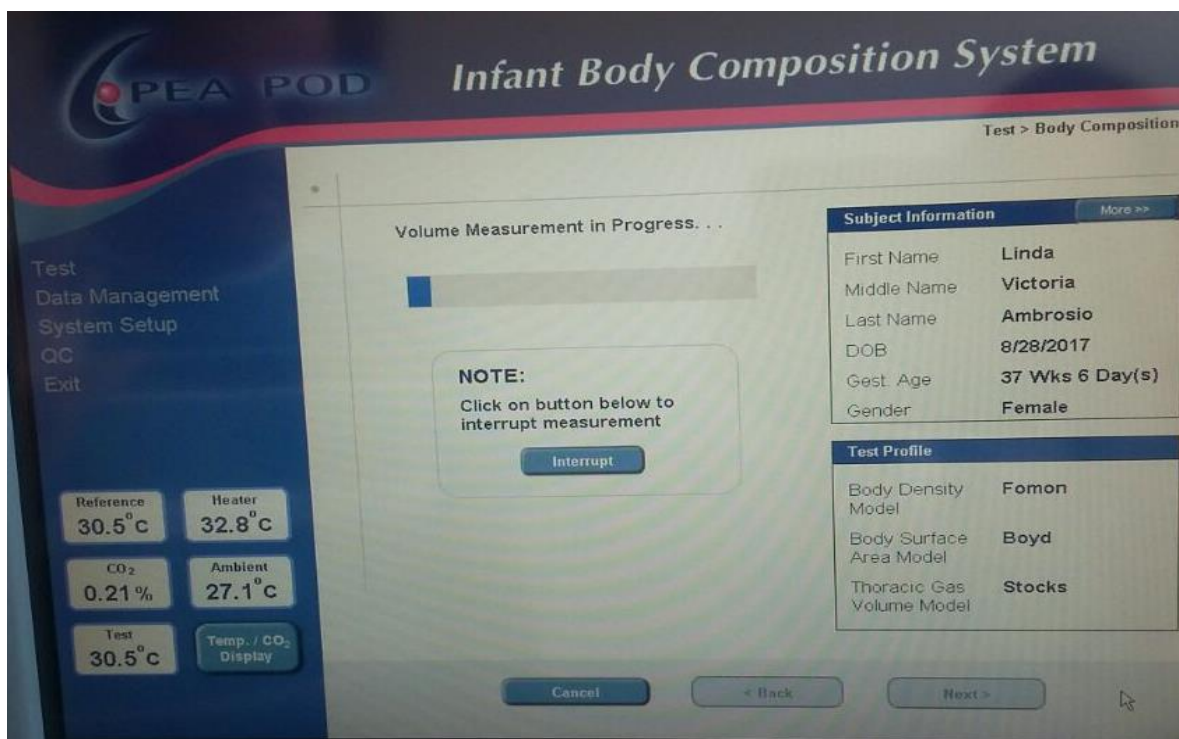 PEA POD
Infant Body Composition System
Test > Body Composition
Test
Data Management
System Setup
QC
Exit
Volume Measurement in Progress. . .
NOTE:
Click on button below to
interrupt measurement
Interrupt
Subject Information
More >>
First Name Linda
Middle Name Victoria
Last Name Ambrosio
DOB 8/28/2017
Gest. Age 37 Wks 6 Day(s)
Gender Female
Test Profile
Body Density Fomon
Model
Body Surface Boyd
Area Model
Thoracic Gas Stocks
Volume Model
Reference
30.5°C
Heater
32.8°C
CO₂
0.21%
Ambient
27.1°C
Test
30.5°C
Temp. / CO₂
Display
Cancel
< Back
Next >